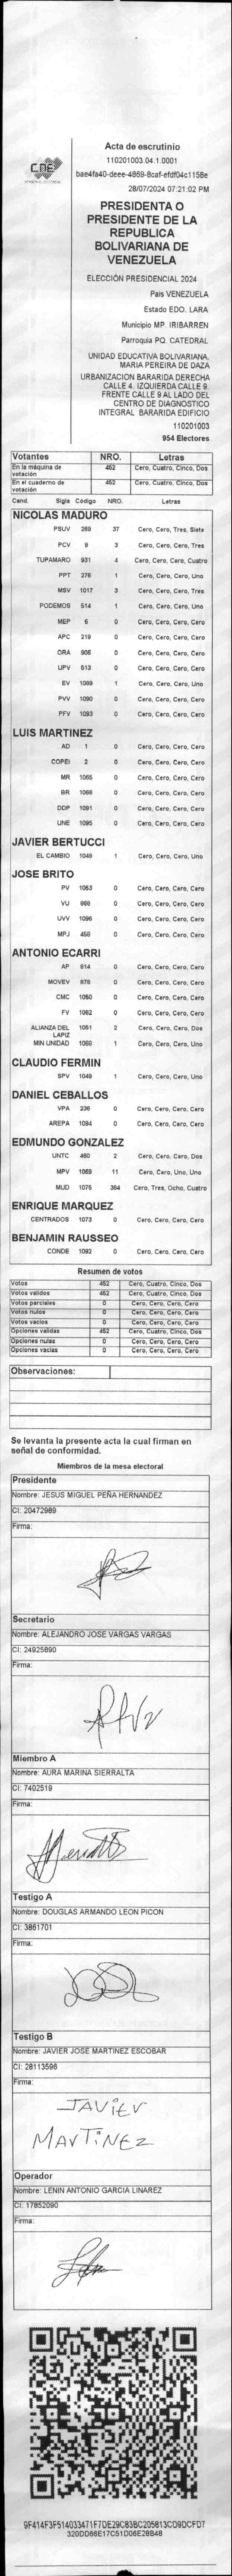 CNE
Acta de escrutinio
110201003.04.1.0001
bae4fa40-deee-4869-8caf-efdf04c1158e
28/07/2024 07:21:02 PM
PRESIDENTA O
PRESIDENTE DE LA
REPUBLICA
BOLIVARIANA DE
VENEZUELA
ELECCIÓN PRESIDENCIAL 2024
Pais VENEZUELA
Estado EDO. LARA
Municipio MP. IRIBARREN
Parroquia PQ. CATEDRAL
UNIDAD EDUCATIVA BOLIVARIANA,
MARIA PEREIRA DE DAZA
URBANIZACION BARARIDA DERECHA
CALLE 4. IZQUIERDA CALLE 9.
FRENTE CALLE 9 AL LADO DEL
CENTRO DE DIAGNOSTICO
INTEGRAL BARARIDA EDIFICIO
110201003
954 Electores
Votantes NRO. Letras
En la máquina de votación 462 Cero, Cuatro, Cinco, Dos
En el cuaderno de votación 452 Cero, Cuatro, Cinco, Dos
Cand. Sigla Código NRO. Letras
NICOLAS MADURO
PSUV 269 37 Cero, Cero, Tres, Siete
PCV 9 3 Cero, Cero, Cero, Tres
TUPAMARO 931 4 Cero, Cero, Cero, Cuatro
PPT 276 1 Cero, Cero, Cero, Uno
MSV 1017 3 Cero, Cero, Cero, Tres
PODEMOS 514 1 Cero, Cero, Cero, Uno
MEP 6 0 Cero, Cero, Cero, Cero
APC 219 0 Cero, Cero, Cero, Cero
ORA 906 0 Cero, Cero, Cero, Cero
UPV 513 0 Cero, Cero, Cero, Cero
EV 1089 1 Cero, Cero, Cero, Uno
PVV 1090 0 Cero, Cero, Cero, Cero
PFV 1093 0 Cero, Cero, Cero, Cero
LUIS MARTINEZ
AD 1 0 Cero, Cero, Cero, Cero
COPEI 2 0 Cero, Cero, Cero, Cero
MR 1065 0 Cero, Cero, Cero, Cero
BR 1066 0 Cero, Cero, Cero, Cero
DDP 1091 0 Cero, Cero, Cero, Cero
UNE 1095 0 Cero, Cero, Cero, Cero
JAVIER BERTUCCI
EL CAMBIO 1048 1 Cero, Cero, Cero, Uno
JOSE BRITO
PV 1053 0 Cero, Cero, Cero, Cero
VU 988 0 Cero, Cero, Cero, Cero
UVV 1096 0 Cero, Cero, Cero, Cero
MPJ 456 0 Cero, Cero, Cero, Cero
ANTONIO ECARRI
AP 914 0 Cero, Cero, Cero, Cero
MOVEV 978 0 Cero, Cero, Cero, Cero
CMC 1050 0 Cero, Cero, Cero, Cero
FV 1062 0 Cero, Cero, Cero, Cero
ALIANZA DEL LAPIZ 1051 2 Cero, Cero, Cero, Dos
MIN UNIDAD 1088 1 Cero, Cero, Cero, Uno
CLAUDIO FERMIN
SPV 1049 1 Cero, Cero, Cero, Uno
DANIEL CEBALLOS
VPA 236 0 Cero, Cero, Cero, Cero
AREPA 1094 0 Cero, Cero, Cero, Cero
EDMUNDO GONZALEZ
UNTC 460 2 Cero, Cero, Cero, Dos
MPV 1069 11 Cero, Cero, Uno, Uno
MUD 1075 384 Cero, Tres, Ocho, Cuatro
ENRIQUE MARQUEZ
CENTRADOS 1073 0 Cero, Cero, Cero, Cero
BENJAMIN RAUSSEO
CONDE 1092 0 Cero, Cero, Cero, Cero
Resumen de votos
Votos 452 Cero, Cuatro, Cinco, Dos
Votos validos 452 Cero, Cuatro, Cinco, Dos
Votos parciales 0 Cero, Cero, Cero, Cero
Votos nulos 0 Cero, Cero, Cero, Cero
Votos vacios 0 Cero, Cero, Cero, Cero
Opciones validas 452 Cero, Cuatro, Cinco, Dos
Opciones nulas 0 Cero, Cero, Cero, Cero
Opciones vacias 0 Cero, Cero, Cero, Cero
Observaciones:
Se levanta la presente acta la cual firman en
señal de conformidad.
Miembros de la mesa electoral
Presidente
Nombre: JESUS MIGUEL PEÑA HERNANDEZ
CI: 20472989
Firma:
Secretario
Nombre: ALEJANDRO JOSE VARGAS VARGAS
CI: 24925890
Firma:
Miembro A
Nombre: AURA MARINA SIERRALTA
CI: 7402519
Firma:
Testigo A
Nombre: DOUGLAS ARMANDO LEON PICON
CI: 3861701
Firma:
Testigo B
Nombre: JAVIER JOSE MARTINEZ ESCOBAR
CI: 28113596
Firma:
JAVIER
MARTINEZ
Operador
Nombre: LENIN ANTONIO GARCIA LINAREZ
CI: 17852090
Firma:
9F414F3F514033471F7DE29C83BC205813CD9DCFD7
320DD66E17C51D06E28B48